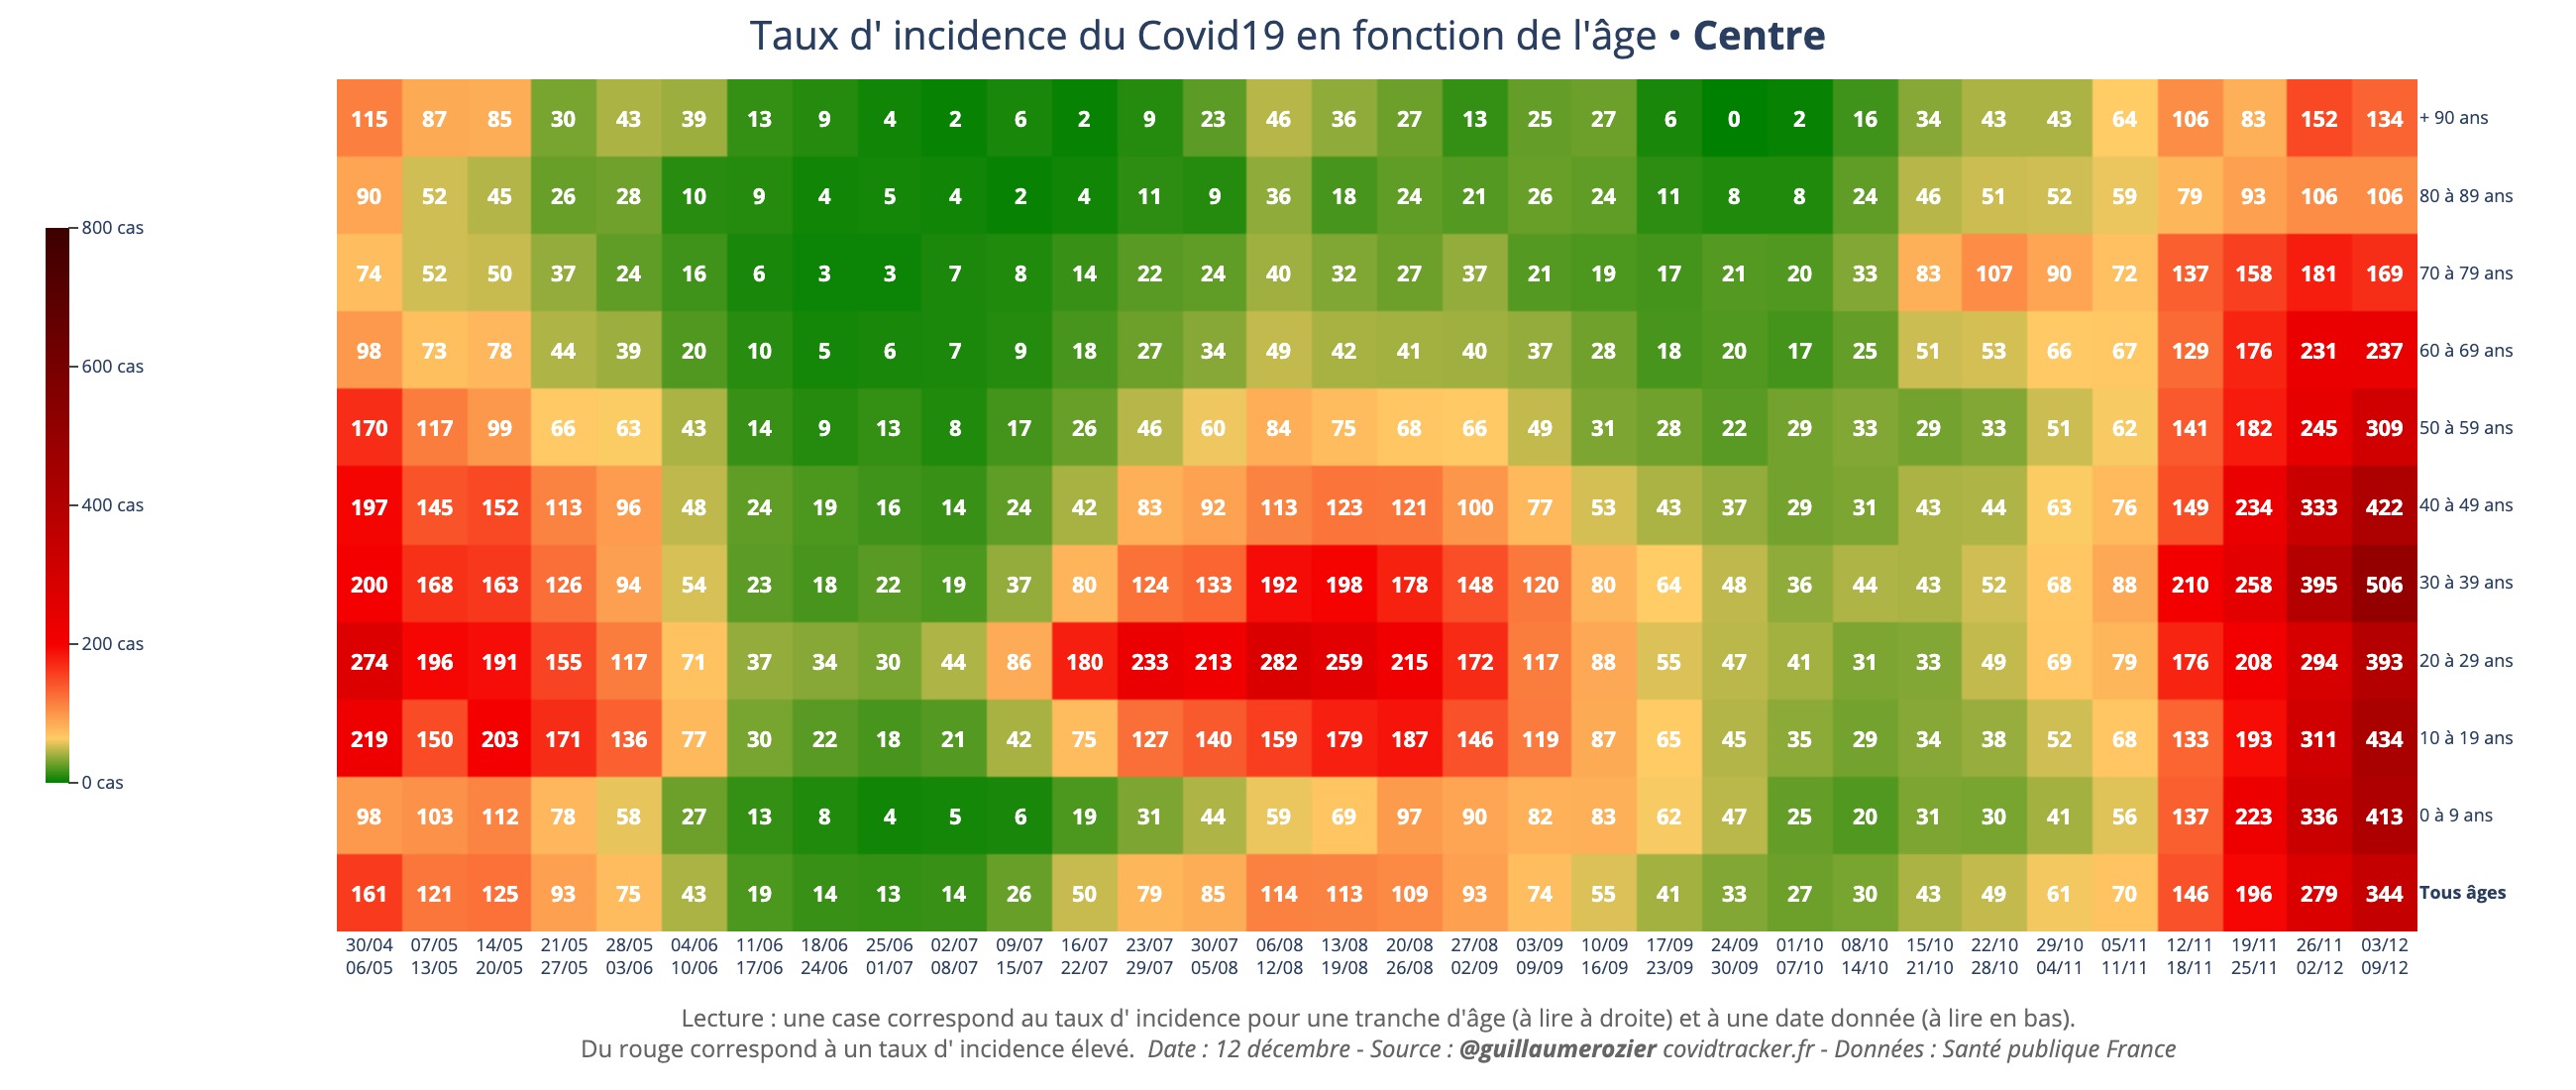 Taux d' incidence du Covid19 en fonction de l'âge • Centre
800 cas
600 cas
400 cas
200 cas
0 cas
115 87 85 30 43 39 13 9 4 2 6 2 9 23 46 36 27 13 25 27 6 0 2 16 34 43 43 64 106 83 152 134 + 90 ans
90 52 45 26 28 10 9 4 5 4 2 4 11 9 36 18 24 21 26 24 11 8 8 24 46 51 52 59 79 93 106 106 80 à 89 ans
74 52 50 37 24 16 6 3 3 7 8 14 22 24 40 32 27 37 21 19 17 21 20 33 83 107 90 72 137 158 181 169 70 à 79 ans
98 73 78 44 39 20 10 5 6 7 9 18 27 34 49 42 41 40 37 28 18 20 17 25 51 53 66 67 129 176 231 237 60 à 69 ans
170 117 99 66 63 43 14 9 13 8 17 26 46 60 84 75 68 66 49 31 28 22 29 33 29 33 51 62 141 182 245 309 50 à 59 ans
197 145 152 113 96 48 24 19 16 14 24 42 83 92 113 123 121 100 77 53 43 37 29 31 43 44 63 76 149 234 333 422 40 à 49 ans
200 168 163 126 94 54 23 18 22 19 37 80 124 133 192 198 178 148 120 80 64 48 36 44 43 52 68 88 210 258 395 506 30 à 39 ans
274 196 191 155 117 71 37 34 30 44 86 180 233 213 282 259 215 172 117 88 55 47 41 31 33 49 69 79 176 208 294 393 20 à 29 ans
219 150 203 171 136 77 30 22 18 21 42 75 127 140 159 179 187 146 119 87 65 45 35 29 34 38 52 68 133 193 311 434 10 à 19 ans
98 103 112 78 58 27 13 8 4 5 6 19 31 44 59 69 97 90 82 83 62 47 25 20 31 30 41 56 137 223 336 413 0 à 9 ans
161 121 125 93 75 43 19 14 13 14 26 50 79 85 114 113 109 93 74 55 41 33 27 30 43 49 61 70 146 196 279 344 Tous âges
30/04 07/05 14/05 21/05 28/05 04/06 11/06 18/06 25/06 02/07 09/07 16/07 23/07 30/07 06/08 13/08 20/08 27/08 03/09 10/09 17/09 24/09 01/10 08/10 15/10 22/10 29/10 05/11 12/11 19/11 26/11 03/12
06/05 13/05 20/05 27/05 03/06 10/06 17/06 24/06 01/07 08/07 15/07 22/07 29/07 05/08 12/08 19/08 26/08 02/09 09/09 16/09 23/09 30/09 07/10 14/10 21/10 28/10 04/11 11/11 18/11 25/11 02/12 09/12
Lecture : une case correspond au taux d' incidence pour une tranche d'âge (à lire à droite) et à une date donnée (à lire en bas).
Du rouge correspond à un taux d' incidence élevé. Date : 12 décembre - Source : @guillaumerozier covidtracker.fr - Données : Santé publique France